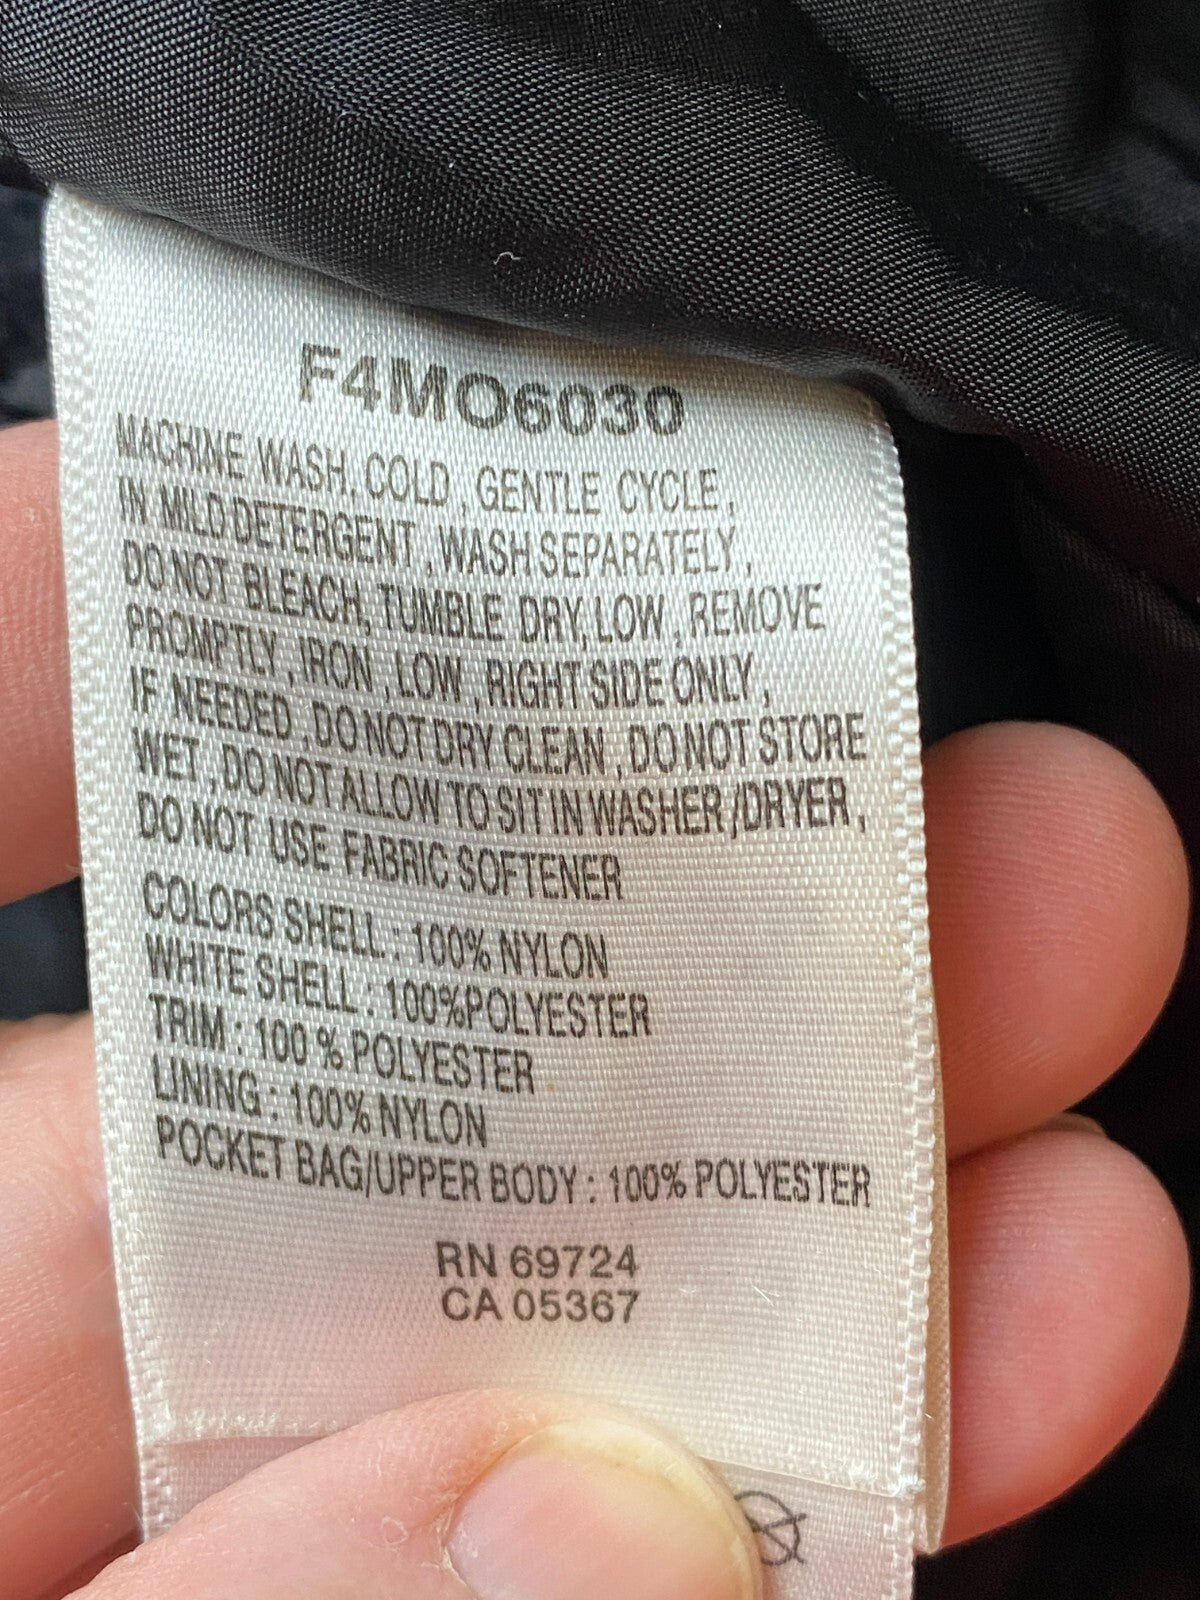 F4MO6030
MACHINE WASH, COLD , GENTLE CYCLE ,
IN MILD DETERGENT , WASH SEPARATELY ,
DO NOT BLEACH, TUMBLE DRY, LOW , REMOVE
PROMPTLY , IRON , LOW , RIGHT SIDE ONLY ,
IF NEEDED , DO NOT DRY CLEAN , DO NOT STORE
WET , DO NOT ALLOW TO SIT IN WASHER /DRYER ,
DO NOT USE FABRIC SOFTENER
COLORS SHELL : 100% NYLON
WHITE SHELL : 100%POLYESTER
TRIM : 100 % POLYESTER
LINING : 100% NYLON
POCKET BAG/UPPER BODY : 100% POLYESTER
RN 69724
CA 05367